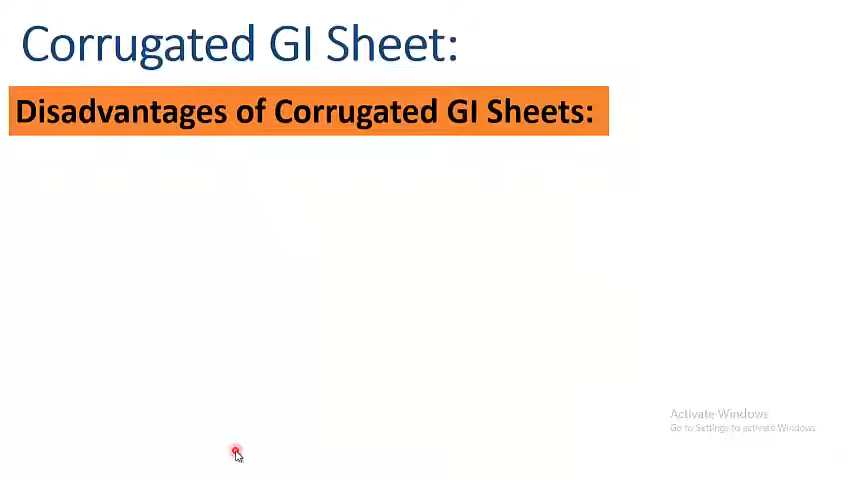 Corrugated GI Sheet:
Disadvantages of Corrugated GI Sheets:
Activate Windows
Go to Settings to activate Windows.